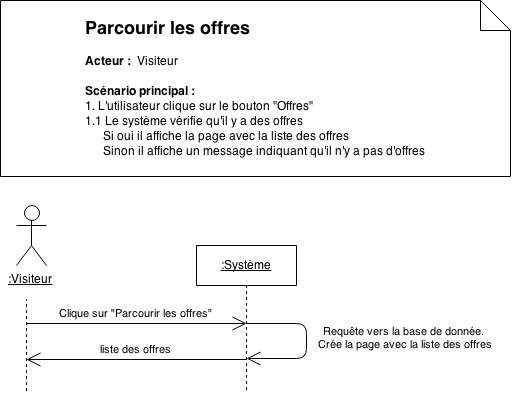 Parcourir les offres
Acteur : Visiteur
Scénario principal :
1. L'utilisateur clique sur le bouton "Offres"
1.1 Le système vérifie qu'il y a des offres
Si oui il affiche la page avec la liste des offres
Sinon il affiche un message indiquant qu'il n'y a pas d'offres
:Visiteur
:Système
Clique sur "Parcourir les offres"
Requête vers la base de donnée.
Crée la page avec la liste des offres
liste des offres